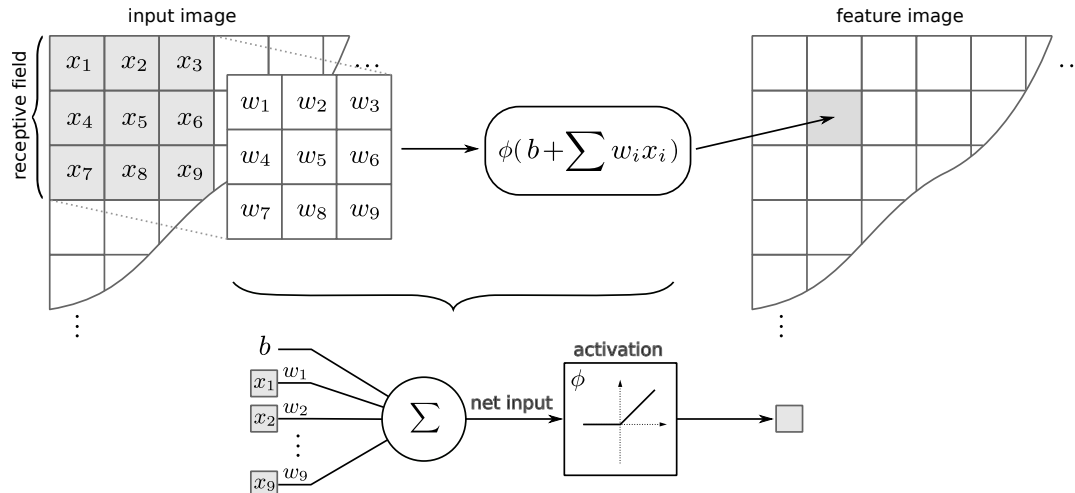 input image
feature image
receptive field
x₁ x₂ x₃
x₄ x₅ x₆
x₇ x₈ x₉
...
w₁ w₂ w₃
w₄ w₅ w₆
w₇ w₈ w₉
ϕ(b+∑ wᵢxᵢ)
..
⋮
⋮
b
x₁ w₁
x₂ w₂
⋮
x₉ w₉
∑
net input
activation
ϕ